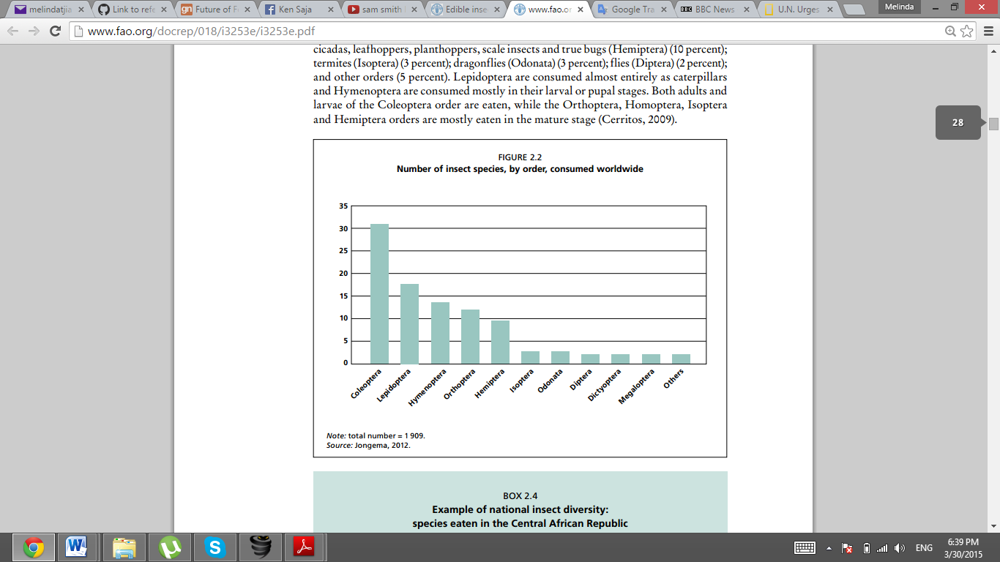 melindatjia
Link to refe
gn Future of F
Ken Saja
sam smith
Edible inse
www.fao.or
Google Tra
BBC BBC News
U.N. Urges
Melinda
www.fao.org/docrep/018/i3253e/i3253e.pdf
cicadas, leafhoppers, planthoppers, scale insects and true bugs (Hemiptera) (10 percent);
termites (Isoptera) (3 percent); dragonflies (Odonata) (3 percent); flies (Diptera) (2 percent);
and other orders (5 percent). Lepidoptera are consumed almost entirely as caterpillars
and Hymenoptera are consumed mostly in their larval or pupal stages. Both adults and
larvae of the Coleoptera order are eaten, while the Orthoptera, Homoptera, Isoptera
and Hemiptera orders are mostly eaten in the mature stage (Cerritos, 2009).
28
FIGURE 2.2
Number of insect species, by order, consumed worldwide
35
30
25
20
15
10
5
0
Coleoptera
Lepidoptera
Hymenoptera
Orthoptera
Hemiptera
Isoptera
Odonata
Diptera
Dictyoptera
Megaloptera
Others
Note: total number = 1 909.
Source: Jongema, 2012.
BOX 2.4
Example of national insect diversity:
species eaten in the Central African Republic
ENG
6:39 PM
3/30/2015